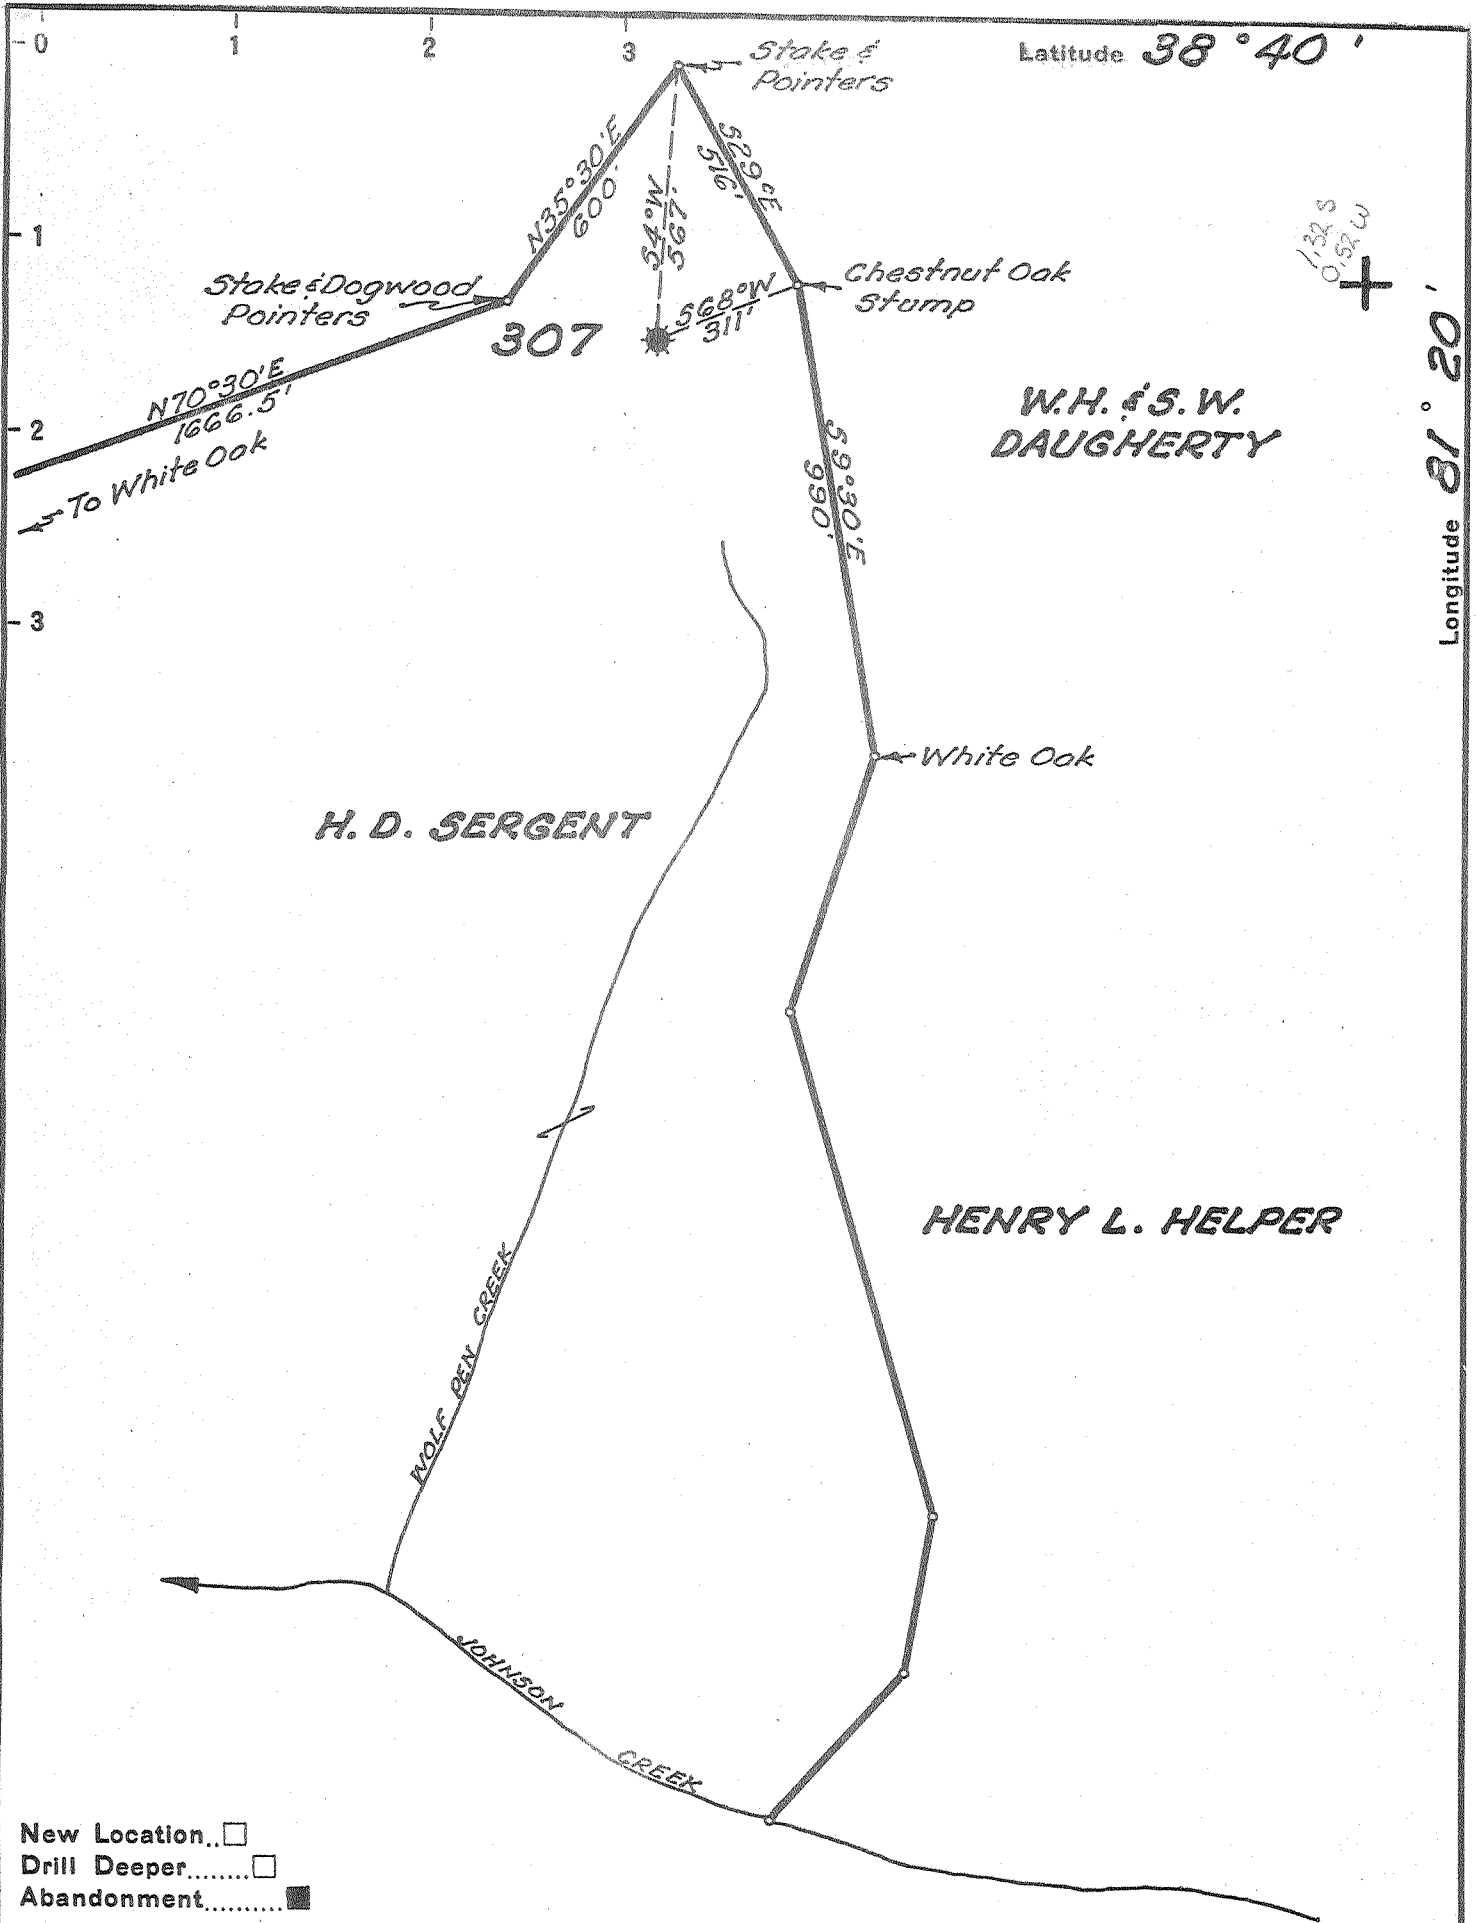 0 1 2 3
Latitude 38°40'
Stake &
Pointers
N35°30'E
600'
S4°W
567'
S29°E
516'
1
1.32 S
0.52 W
Stake & Dogwood
Pointers
Chestnut Oak
Stump
307
S68°W
311'
Longitude 81° 20'
N70°30'E
1666.5'
To White Oak
2
W.H. & S.W.
DAUGHERTY
S9°30'E
990'
3
White Oak
H. D. SERGENT
HENRY L. HELPER
WOLF PEN CREEK
JOHNSON CREEK
New Location..
Drill Deeper........
Abandonment..........